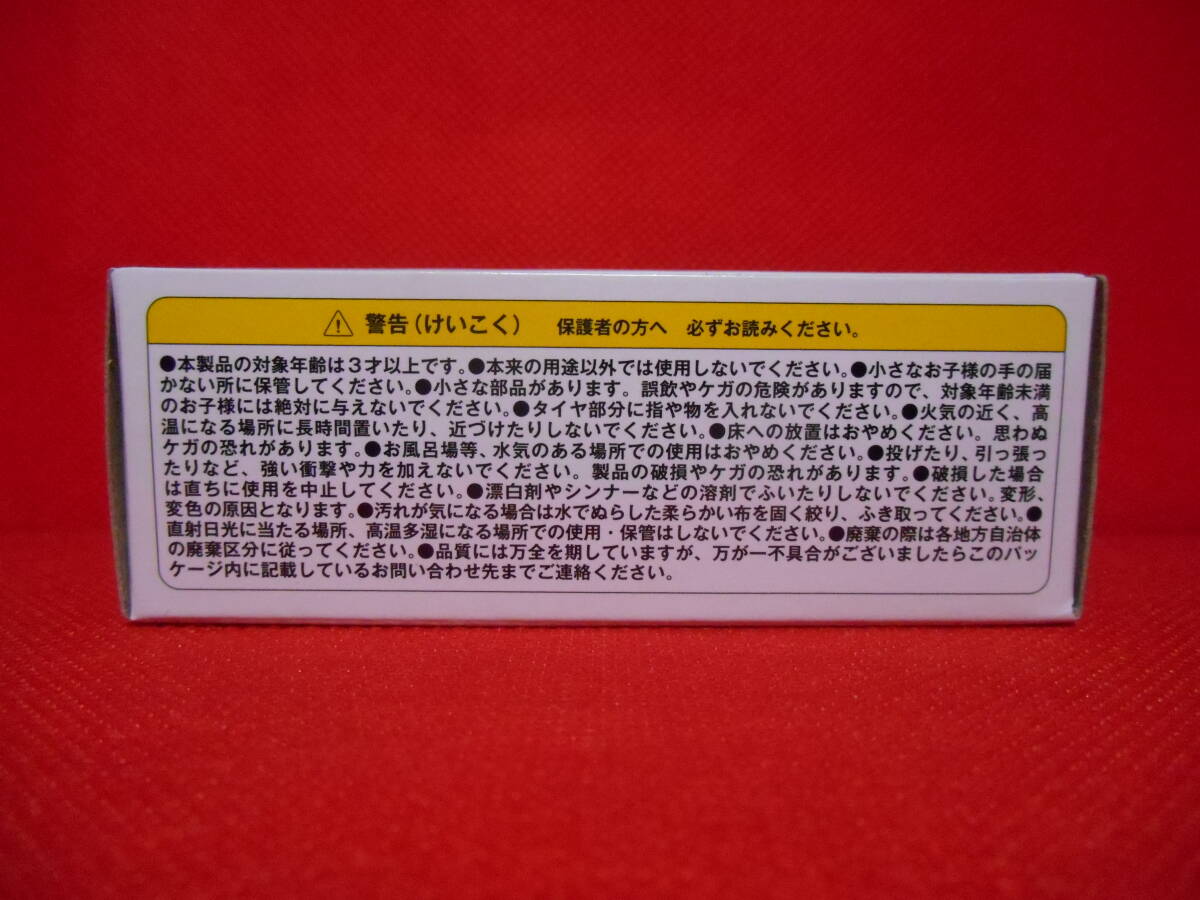 ⚠ 警告（けいこく） 保護者の方へ 必ずお読みください。
●本製品の対象年齢は３才以上です。●本来の用途以外では使用しないでください。●小さなお子様の手の届
かない所に保管してください。●小さな部品があります。誤飲やケガの危険がありますので、対象年齢未満
のお子様には絶対に与えないでください。●タイヤ部分に指や物を入れないでください。●火気の近く、高
温になる場所に長時間置いたり、近づけたりしないでください。●床への放置はおやめください。思わぬ
ケガの恐れがあります。●お風呂場等、水気のある場所での使用はおやめください。●投げたり、引っ張っ
たりなど、強い衝撃や力を加えないでください。製品の破損やケガの恐れがあります。●破損した場合
は直ちに使用を中止してください。●漂白剤やシンナーなどの溶剤でふいたりしないでください。変形、
変色の原因となります。●汚れが気になる場合は水でぬらした柔らかい布を固く絞り、ふき取ってください。●
直射日光に当たる場所、高温多湿になる場所での使用・保管はしないでください。●廃棄の際は各地方自治体
の廃棄区分に従ってください。●品質には万全を期していますが、万が一不具合がございましたらこのパッ
ケージ内に記載しているお問い合わせ先までご連絡ください。